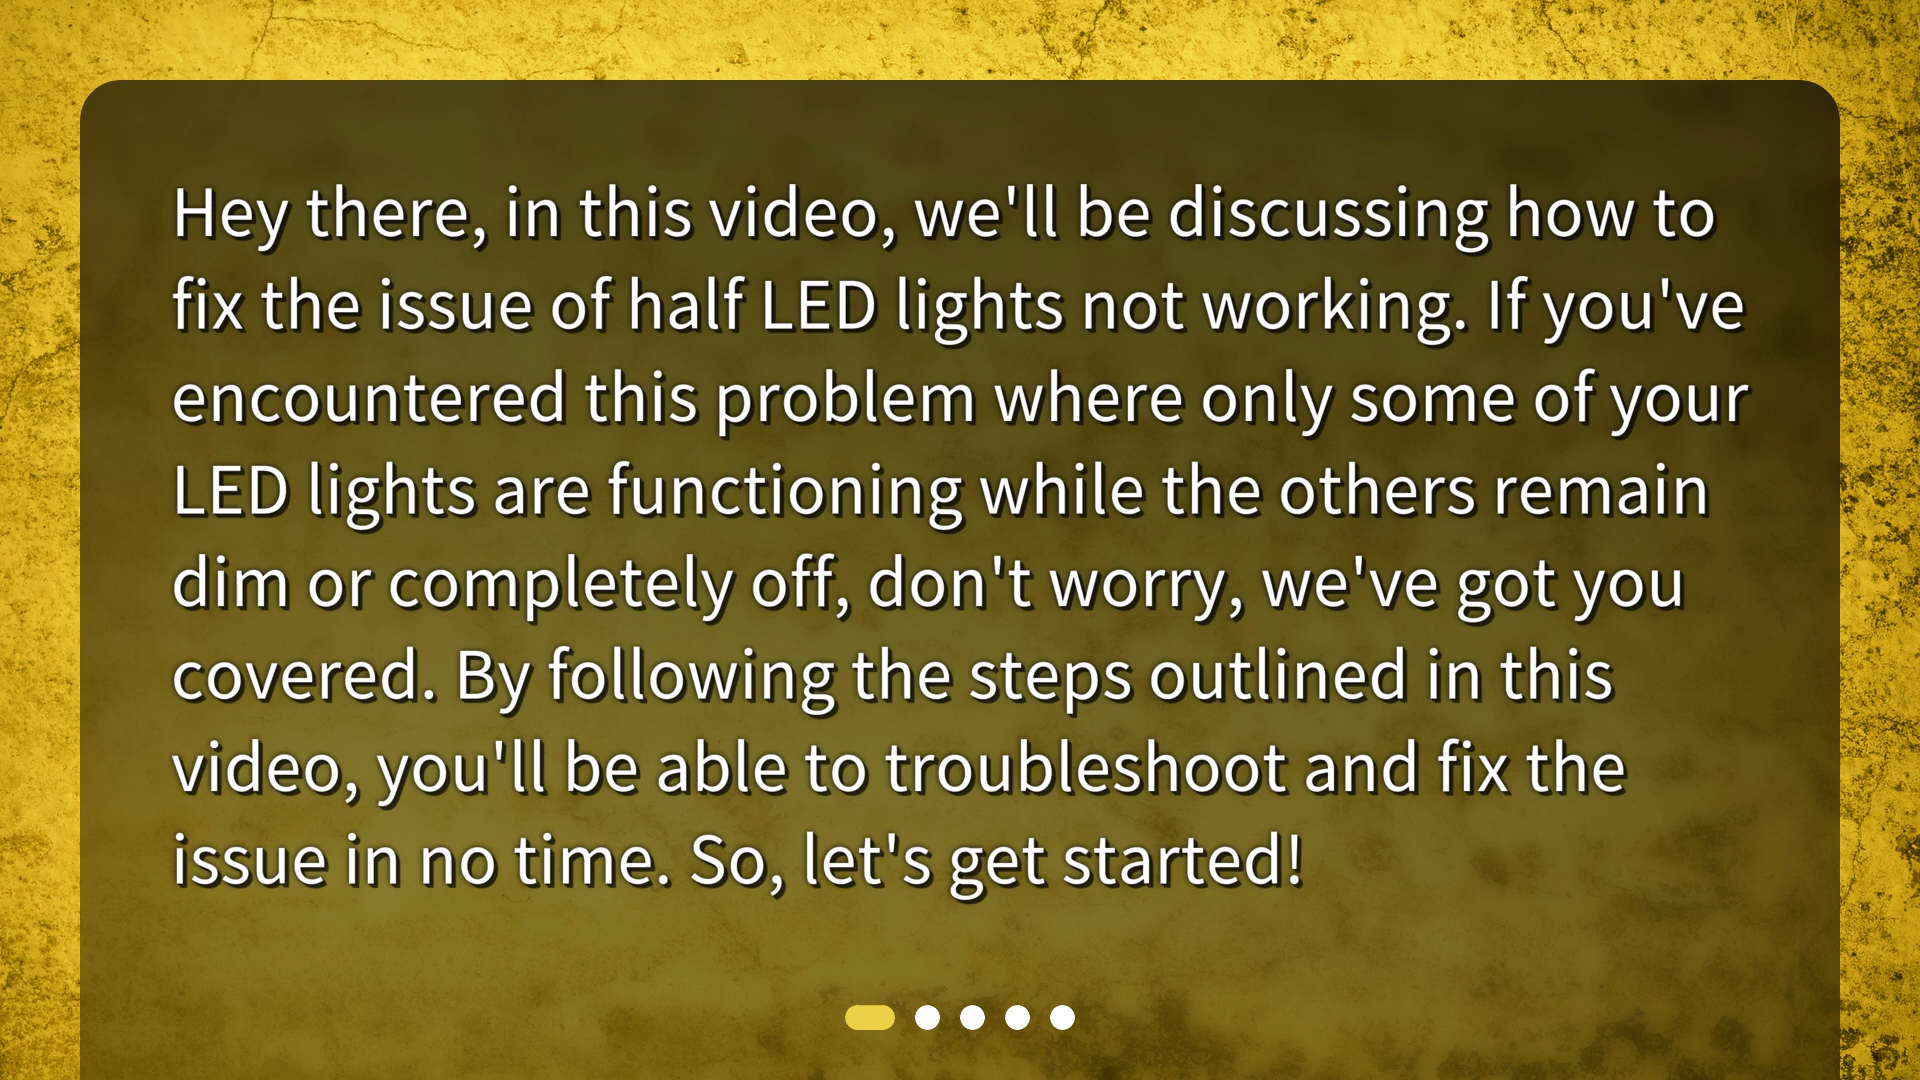 Hey there, in this video, we'll be discussing how to
fix the issue of half LED lights not working. If you've
encountered this problem where only some of your
LED lights are functioning while the others remain
dim or completely off, don't worry, we've got you
covered. By following the steps outlined in this
video, you'll be able to troubleshoot and fix the
issue in no time. So, let's get started!